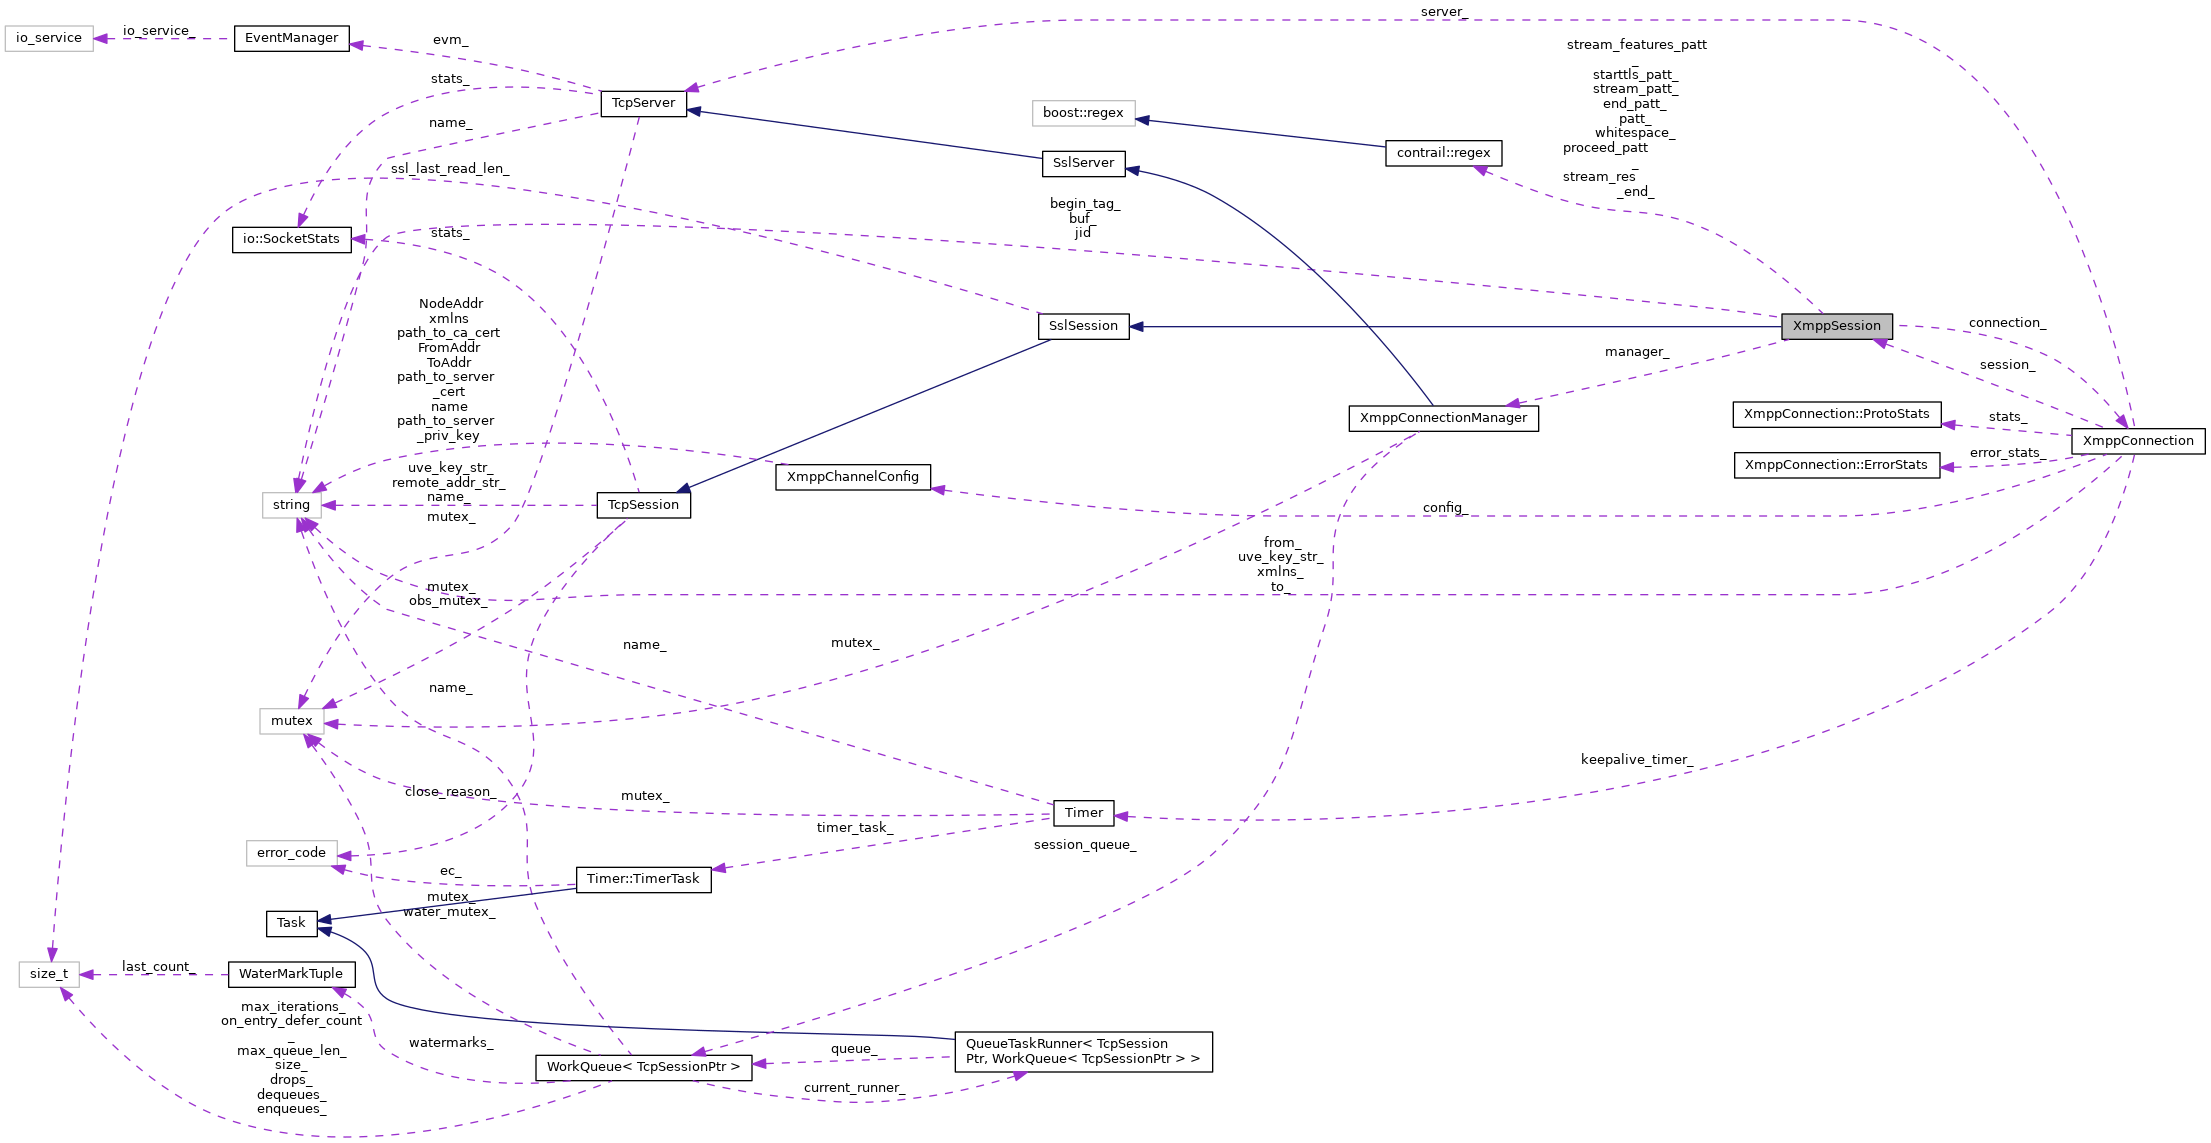 server_
io_service
io_service_
EventManager
evm_
stream_features_patt
_
starttls_patt_
stream_patt_
end_patt_
patt_
whitespace_
proceed_patt
_
stream_res
_end_
stats_
TcpServer
boost::regex
name_
contrail::regex
SslServer
ssl_last_read_len_
begin_tag_
buf_
jid
io::SocketStats
stats_
NodeAddr
xmlns
path_to_ca_cert
FromAddr
ToAddr
path_to_server
_cert
name
path_to_server
_priv_key
SslSession
XmppSession
connection_
manager_
session_
XmppConnection::ProtoStats
stats_
XmppConnectionManager
XmppConnection
error_stats_
XmppConnection::ErrorStats
uve_key_str_
remote_addr_str_
name_
XmppChannelConfig
string
TcpSession
config_
mutex_
from_
uve_key_str_
xmlns_
to_
mutex_
obs_mutex_
name_
mutex_
name_
mutex
keepalive_timer_
close_reason_
mutex_
Timer
timer_task_
session_queue_
error_code
ec_
Timer::TimerTask
mutex_
water_mutex_
Task
size_t
last_count_
WaterMarkTuple
max_iterations_
on_entry_defer_count
_
max_queue_len_
size_
drops_
dequeues_
enqueues_
watermarks_
WorkQueue< TcpSessionPtr >
queue_
current_runner_
QueueTaskRunner< TcpSession
Ptr, WorkQueue< TcpSessionPtr > >